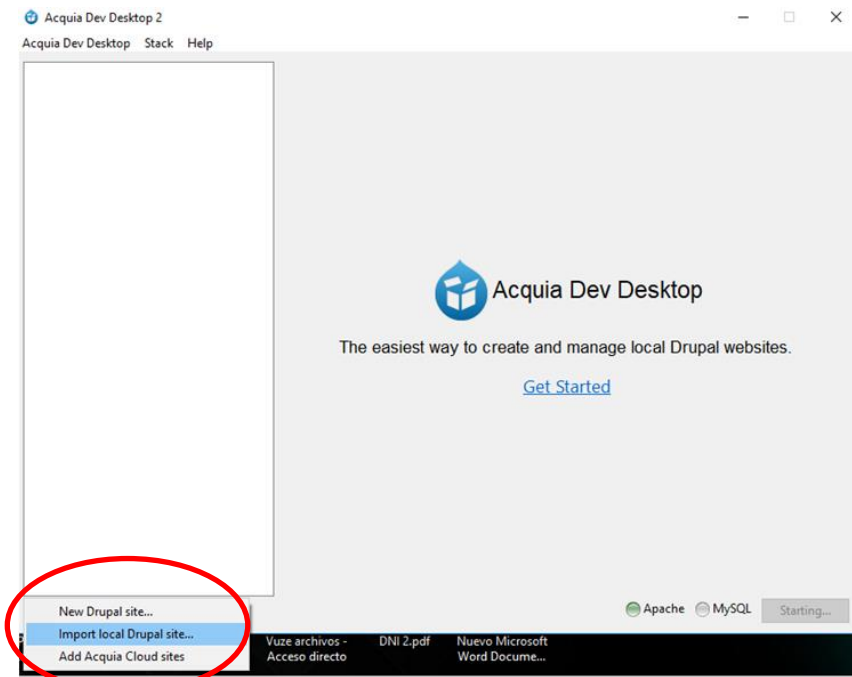 Acquia Dev Desktop 2
Acquia Dev Desktop Stack Help
Acquia Dev Desktop
The easiest way to create and manage local Drupal websites.
Get Started
Apache MySQL Starting...
New Drupal site...
Import local Drupal site...
Add Acquia Cloud sites
Vuze archivos -
Acceso directo
DNI 2.pdf
Nuevo Microsoft
Word Docume...